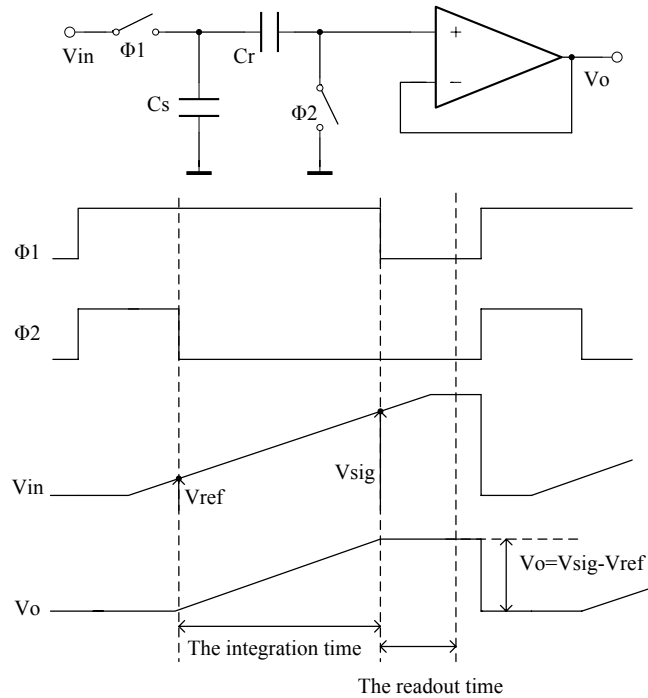 Vin
Φ1
Cr
Cs
Φ2
+
−
Vo
Φ1
Φ2
Vin
Vref
Vsig
Vo
Vo=Vsig-Vref
The integration time
The readout time